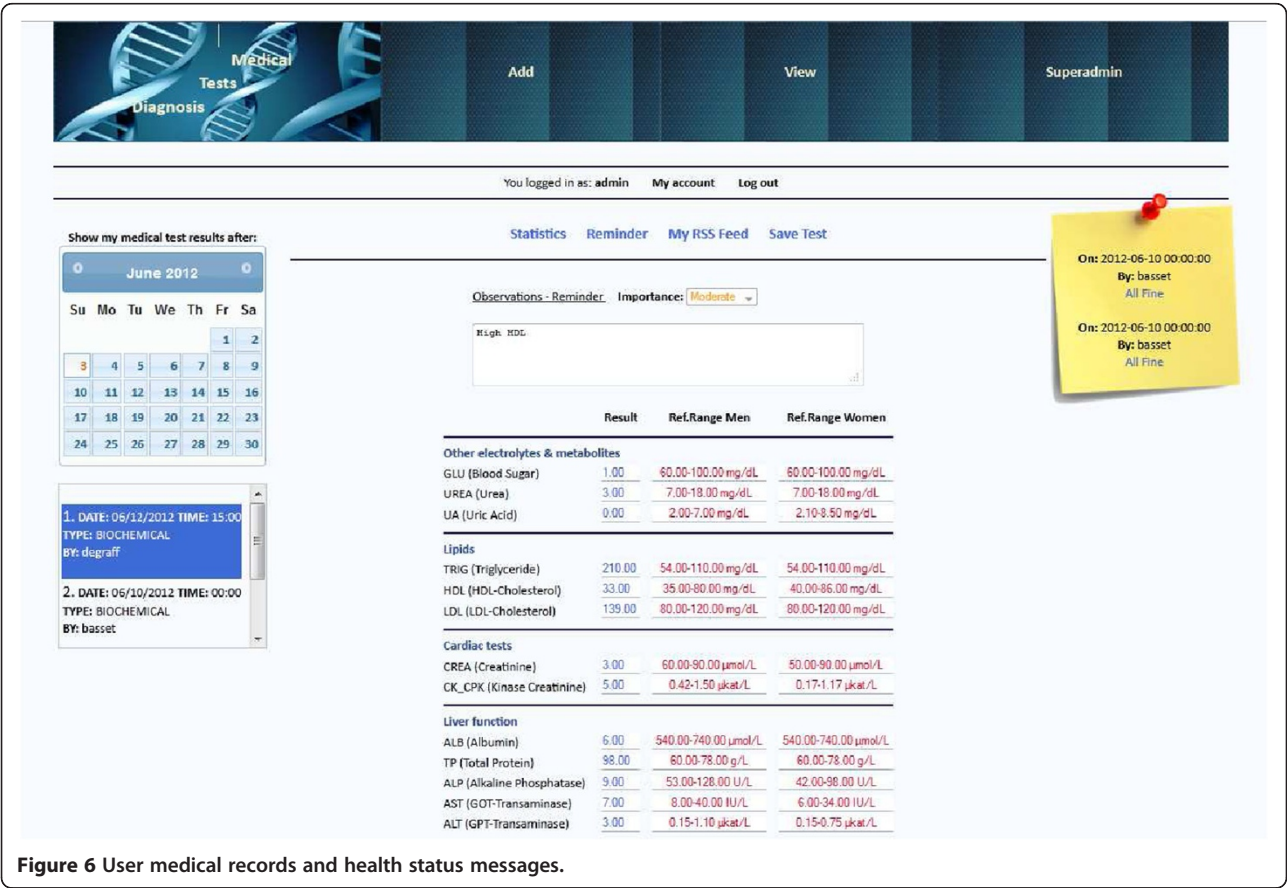 Medical
Tests
Diagnosis
Add
View
Superadmin
You logged in as: admin My account Log out
Show my medical test results after:
June 2012
Su Mo Tu We Th Fr Sa
1 2
3 4 5 6 7 8 9
10 11 12 13 14 15 16
17 18 19 20 21 22 23
24 25 26 27 28 29 30
1. DATE: 06/12/2012 TIME: 15:00
TYPE: BIOCHEMICAL
BY: degraff
2. DATE: 06/10/2012 TIME: 00:00
TYPE: BIOCHEMICAL
BY: basset
Statistics Reminder My RSS Feed Save Test
Observations - Reminder Importance: Moderate
High HDL
Result Ref.Range Men Ref.Range Women
Other electrolytes & metabolites
GLU (Blood Sugar) 1.00 60.00-100.00 mg/dL 60.00-100.00 mg/dL
UREA (Urea) 3.00 7.00-18.00 mg/dL 7.00-18.00 mg/dL
UA (Uric Acid) 0.00 2.00-7.00 mg/dL 2.10-8.50 mg/dL
Lipids
TRIG (Triglyceride) 210.00 54.00-110.00 mg/dL 54.00-110.00 mg/dL
HDL (HDL-Cholesterol) 33.00 35.00-80.00 mg/dL 40.00-86.00 mg/dL
LDL (LDL-Cholesterol) 139.00 80.00-120.00 mg/dL 80.00-120.00 mg/dL
Cardiac tests
CREA (Creatinine) 3.00 60.00-90.00 μmol/L 50.00-90.00 μmol/L
CK_CPK (Kinase Creatinine) 5.00 0.42-1.50 μkat/L 0.17-1.17 μkat/L
Liver function
ALB (Albumin) 6.00 540.00-740.00 μmol/L 540.00-740.00 μmol/L
TP (Total Protein) 98.00 60.00-78.00 g/L 60.00-78.00 g/L
ALP (Alkaline Phosphatase) 9.00 53.00-128.00 U/L 42.00-98.00 U/L
AST (GOT-Transaminase) 7.00 8.00-40.00 IU/L 6.00-34.00 IU/L
ALT (GPT-Transaminase) 3.00 0.15-1.10 μkat/L 0.15-0.75 μkat/L
On: 2012-06-10 00:00:00
By: basset
All Fine
On: 2012-06-10 00:00:00
By: basset
All Fine
Figure 6 User medical records and health status messages.